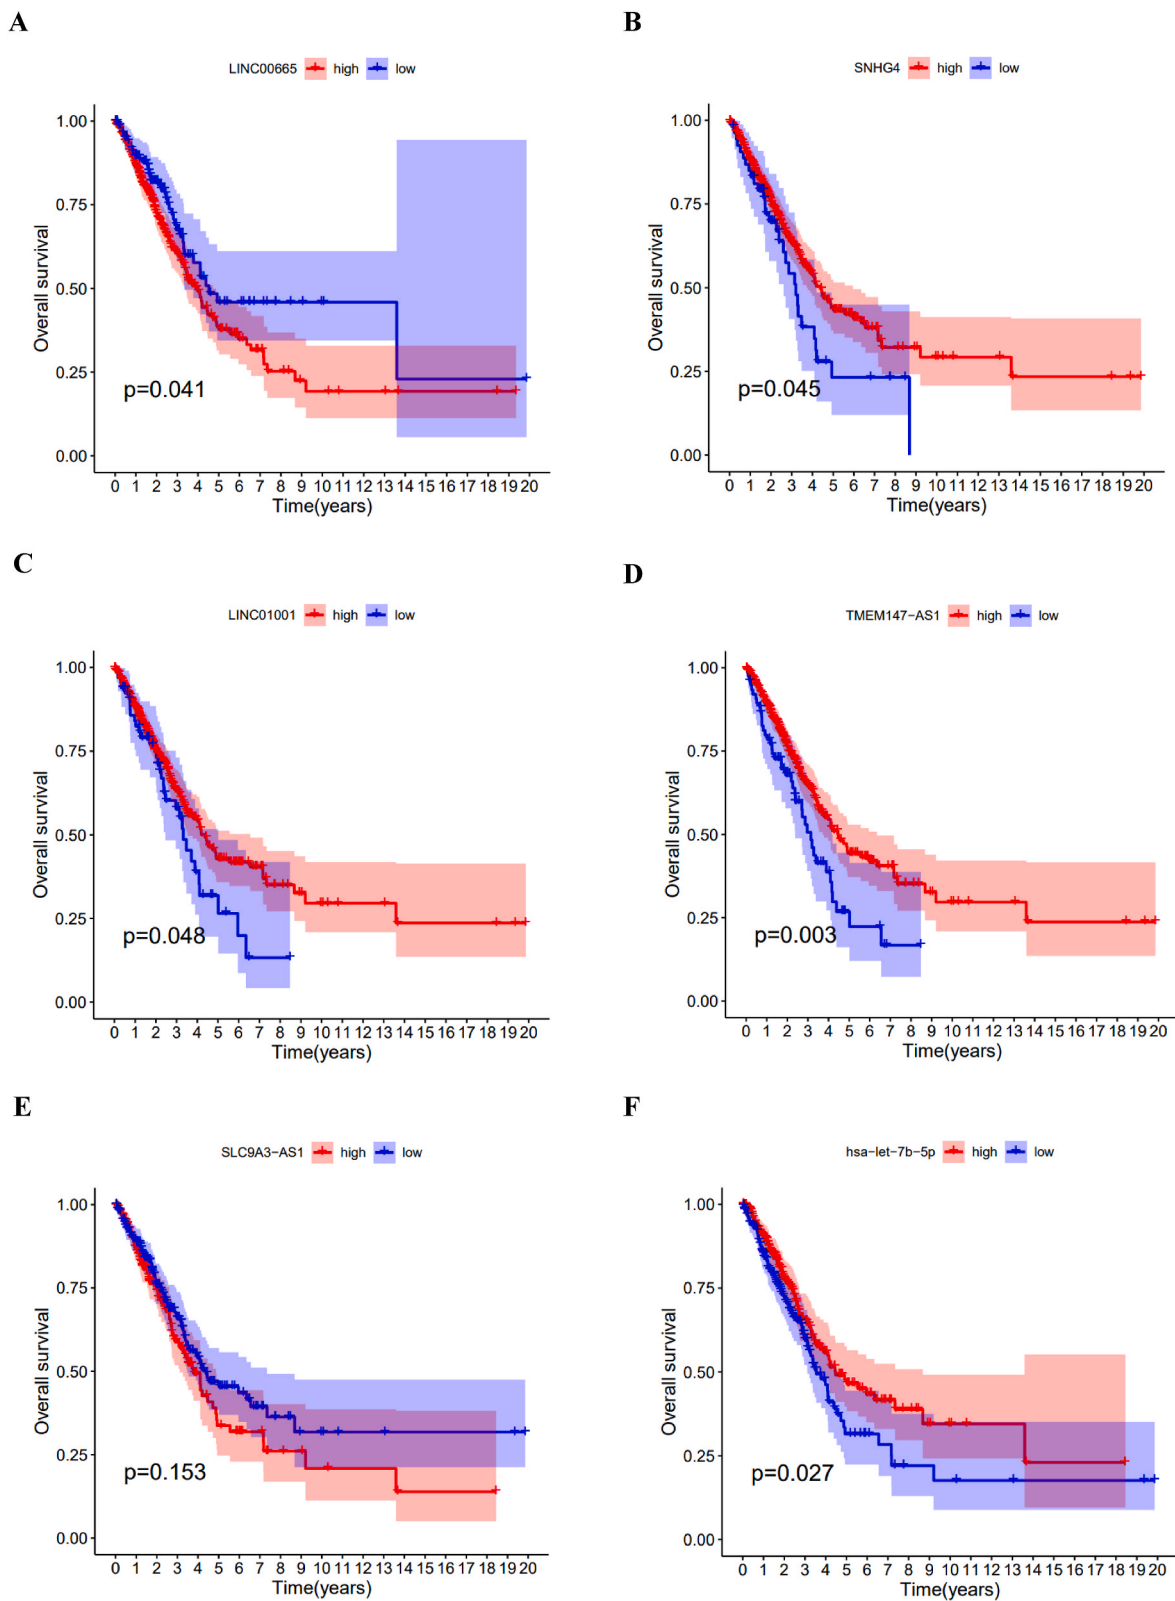 A
LINC00665 high low
1.00
0.75
0.50
0.25
0.00
Overall survival
p=0.041
0 1 2 3 4 5 6 7 8 9 10 11 12 13 14 15 16 17 18 19 20
Time(years)
B
SNHG4 high low
1.00
0.75
0.50
0.25
0.00
Overall survival
p=0.045
0 1 2 3 4 5 6 7 8 9 10 11 12 13 14 15 16 17 18 19 20
Time(years)
C
LINC01001 high low
1.00
0.75
0.50
0.25
0.00
Overall survival
p=0.048
0 1 2 3 4 5 6 7 8 9 10 11 12 13 14 15 16 17 18 19 20
Time(years)
D
TMEM147−AS1 high low
1.00
0.75
0.50
0.25
0.00
Overall survival
p=0.003
0 1 2 3 4 5 6 7 8 9 10 11 12 13 14 15 16 17 18 19 20
Time(years)
E
SLC9A3−AS1 high low
1.00
0.75
0.50
0.25
0.00
Overall survival
p=0.153
0 1 2 3 4 5 6 7 8 9 10 11 12 13 14 15 16 17 18 19 20
Time(years)
F
hsa−let−7b−5p high low
1.00
0.75
0.50
0.25
0.00
Overall survival
p=0.027
0 1 2 3 4 5 6 7 8 9 10 11 12 13 14 15 16 17 18 19 20
Time(years)